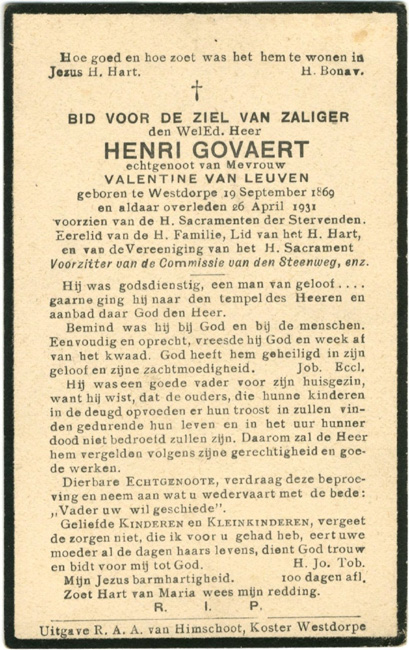 Hoe goed en hoe zoet was het hem te wonen in
Jezus H. Hart. H. Bonav.
†
BID VOOR DE ZIEL VAN ZALIGER
den WelEd. Heer
HENRI GOVAERT
echtgenoot van Mevrouw
VALENTINE VAN LEUVEN
geboren te Westdorpe 19 September 1869
en aldaar overleden 26 April 1931
voorzien van de H. Sacramenten der Stervenden.
Eerelid van de H. Familie, Lid van het H. Hart,
en van de Vereeniging van het H. Sacrament
Voorzitter van de Commissie van den Steenweg, enz.
Hij was godsdienstig, een man van geloof....
gaarne ging hij naar den tempel des Heeren en
aanbad daar God den Heer.
Bemind was hij bij God en bij de menschen.
Eenvoudig en oprecht, vreesde hij God en week af
van het kwaad. God heeft hem geheiligd in zijn
geloof en zijne zachtmoedigheid. Job. Eccl.
Hij was een goede vader voor zijn huisgezin,
want hij wist, dat de ouders, die hunne kinderen
in de deugd opvoeden er hun troost in zullen vin-
den gedurende hun leven en in het uur hunner
dood niet bedroefd zullen zijn. Daarom zal de Heer
hem vergelden volgens zijne gerechtigheid en goe-
de werken.
Dierbare ECHTGENOOTE, verdraag deze beproe-
ving en neem aan wat u wedervaart met de bede:
„Vader uw wil geschiede".
Geliefde KINDEREN en KLEINKINDEREN, vergeet
de zorgen niet, die ik voor u gehad heb, eert uwe
moeder al de dagen haars levens, dient God trouw
en bidt voor mij tot God. H. Jo. Tob.
Mijn Jezus barmhartigheid. 100 dagen afl.
Zoet Hart van Maria wees mijn redding.
R. I. P.
Uitgave R. A. A. van Himschoot, Koster Westdorpe